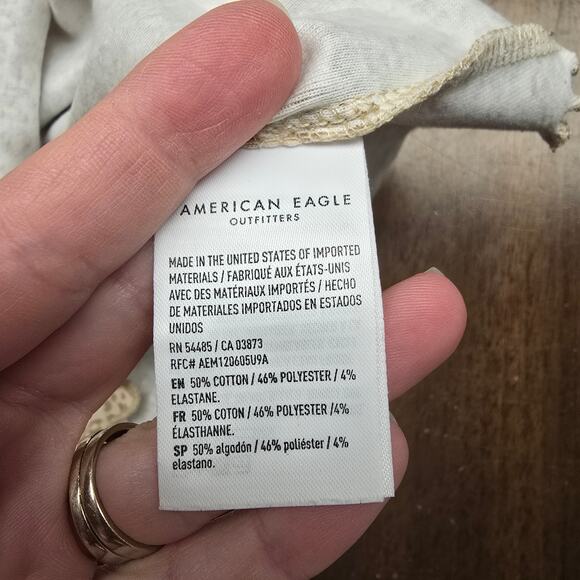 AMERICAN EAGLE
OUTFITTERS
MADE IN THE UNITED STATES OF IMPORTED
MATERIALS / FABRIQUÉ AUX ÉTATS-UNIS
AVEC DES MATÉRIAUX IMPORTÉS / HECHO
DE MATERIALES IMPORTADOS EN ESTADOS
UNIDOS
RN 54485 / CA 03873
RFC# AEM120605U9A
EN 50% COTTON / 46% POLYESTER / 4%
ELASTANE.
FR 50% COTON / 46% POLYESTER /4%
ÉLASTHANNE.
SP 50% algodón / 46% poliéster / 4%
elastano.